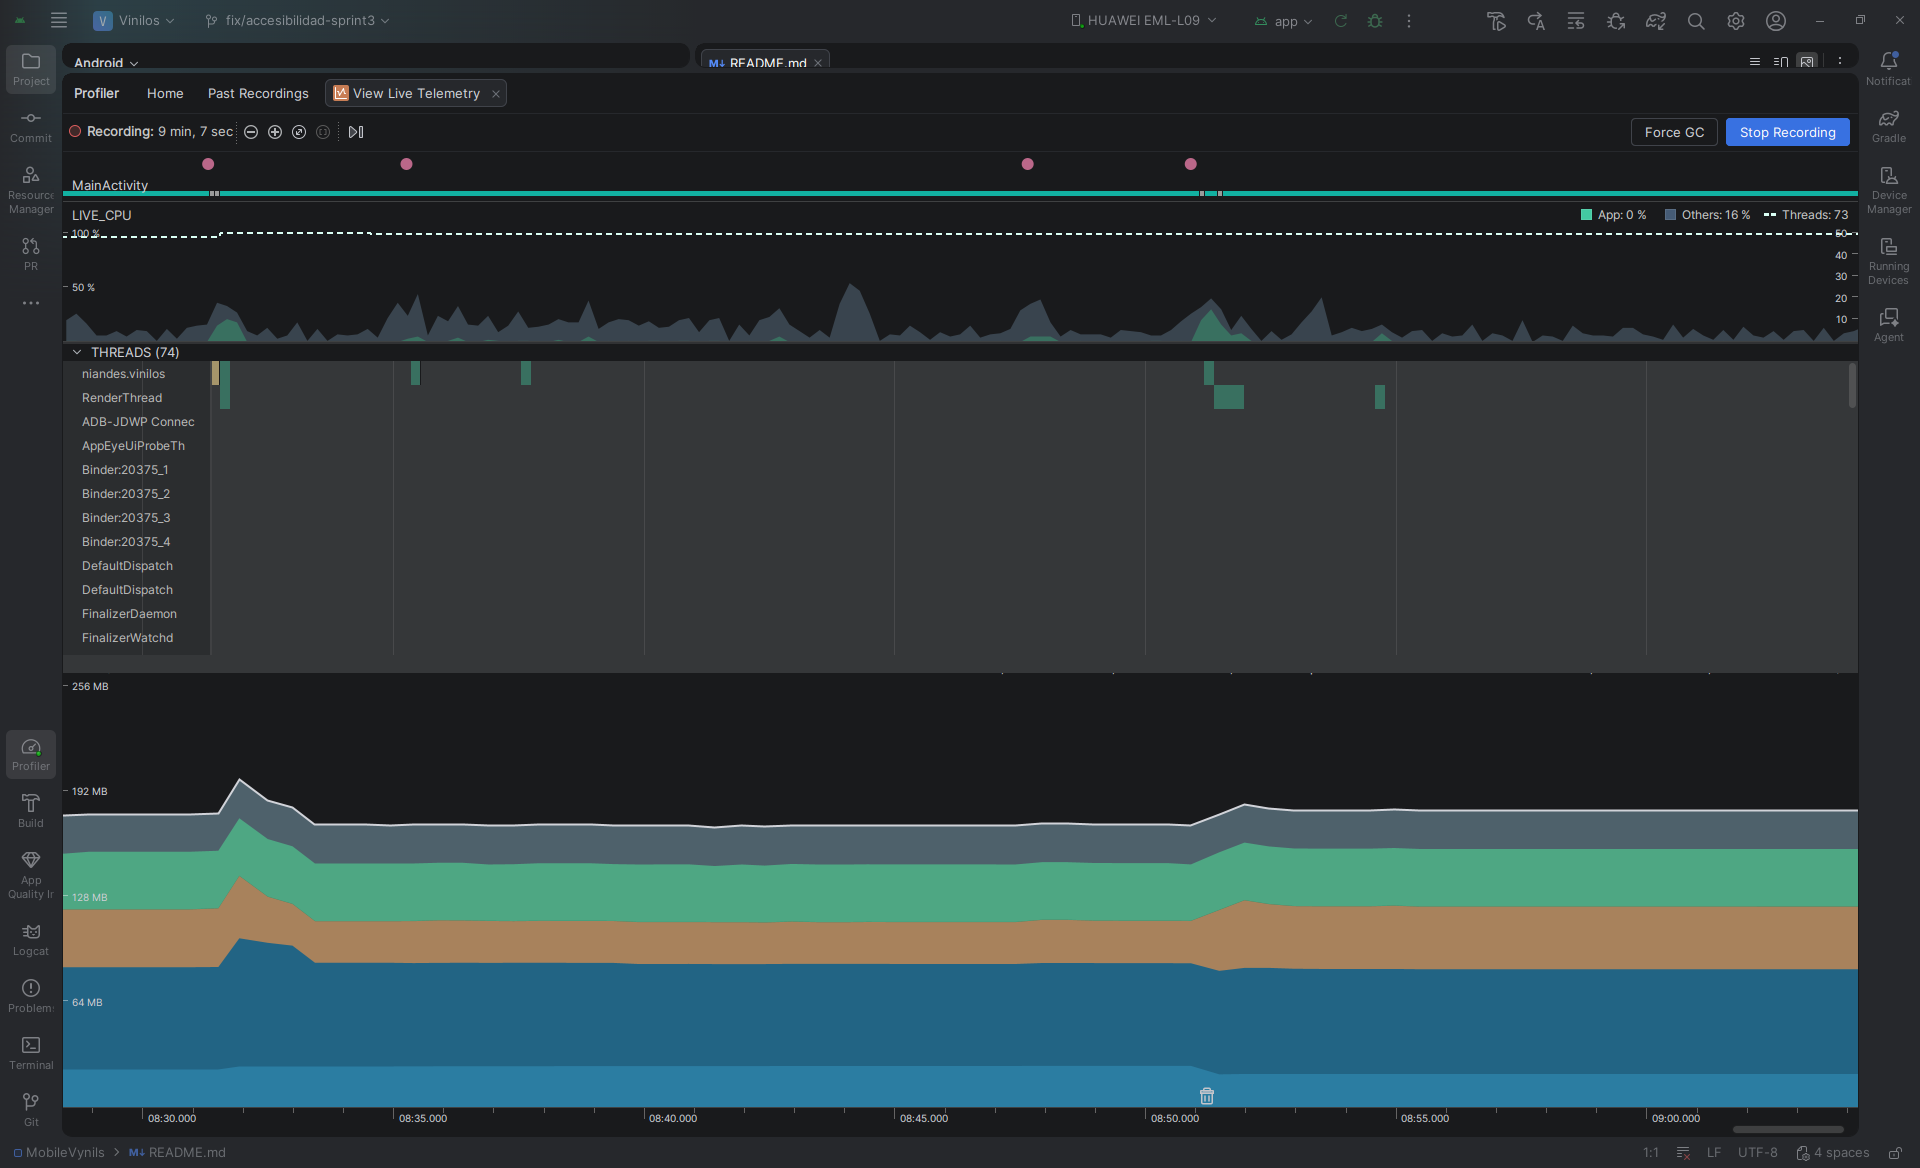 V Vinilos
fix/accesibilidad-sprint3
HUAWEI EML-L09
app
Project
Commit
Resource
Manager
PR
Android
M↓ README.md
Profiler
Home
Past Recordings
View Live Telemetry
Recording: 9 min, 7 sec
Force GC
Stop Recording
MainActivity
LIVE_CPU
App: 0 %
Others: 16 %
Threads: 73
100 %
50 %
50
40
30
20
10
THREADS (74)
niandes.vinilos
RenderThread
ADB-JDWP Connec
AppEyeUiProbeTh
Binder:20375_1
Binder:20375_2
Binder:20375_3
Binder:20375_4
DefaultDispatch
DefaultDispatch
FinalizerDaemon
FinalizerWatchd
256 MB
192 MB
128 MB
64 MB
08:30.000
08:35.000
08:40.000
08:45.000
08:50.000
08:55.000
09:00.000
Profiler
Build
App
Quality Ir
Logcat
Problem
Terminal
Git
Notificat
Gradle
Device
Manager
Running
Devices
Agent
MobileVynils
M↓ README.md
1:1
LF
UTF-8
4 spaces